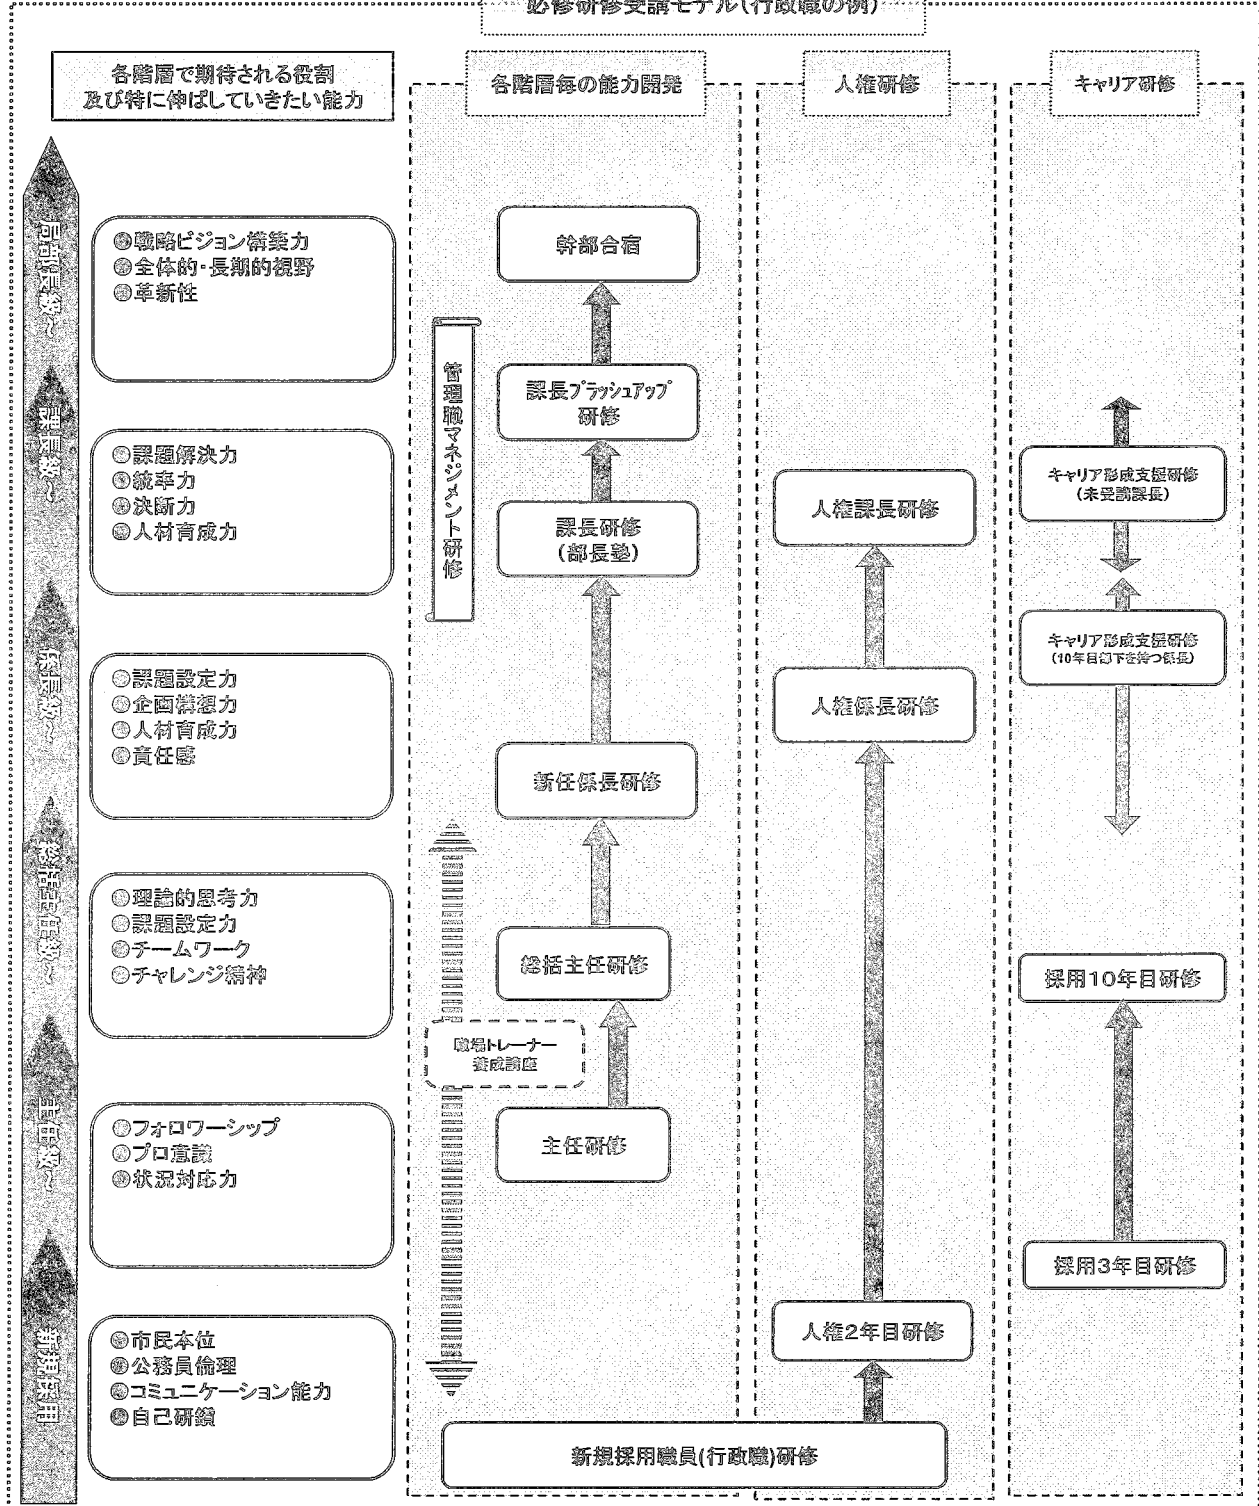 必修研修受講モデル(行政職の例)
各階層で期待される役割
及び特に伸ばしていきたい能力
各階層毎の能力開発
人権研修
キャリア研修
局部長級～
●戦略ビジョン構築力
●全体的・長期的視野
●革新性
課長級～
●課題解決力
●統率力
●決断力
●人材育成力
係長級～
●課題設定力
●企画構想力
●人材育成力
●責任感
総括主任級～
●理論的思考力
●課題設定力
●チームワーク
●チャレンジ精神
主任級～
●フォロワーシップ
●プロ意識
●状況対応力
新規採用
●市民本位
●公務員倫理
●コミュニケーション能力
●自己研鑽
幹部合宿
管理職マネジメント研修
課長ブラッシュアップ
研修
課長研修
(部長塾)
新任係長研修
総括主任研修
職場トレーナー
養成講座
主任研修
新規採用職員(行政職)研修
人権課長研修
人権係長研修
人権2年目研修
キャリア形成支援研修
(未受講課長)
キャリア形成支援研修
(10年目部下を持つ係長)
採用10年目研修
採用3年目研修